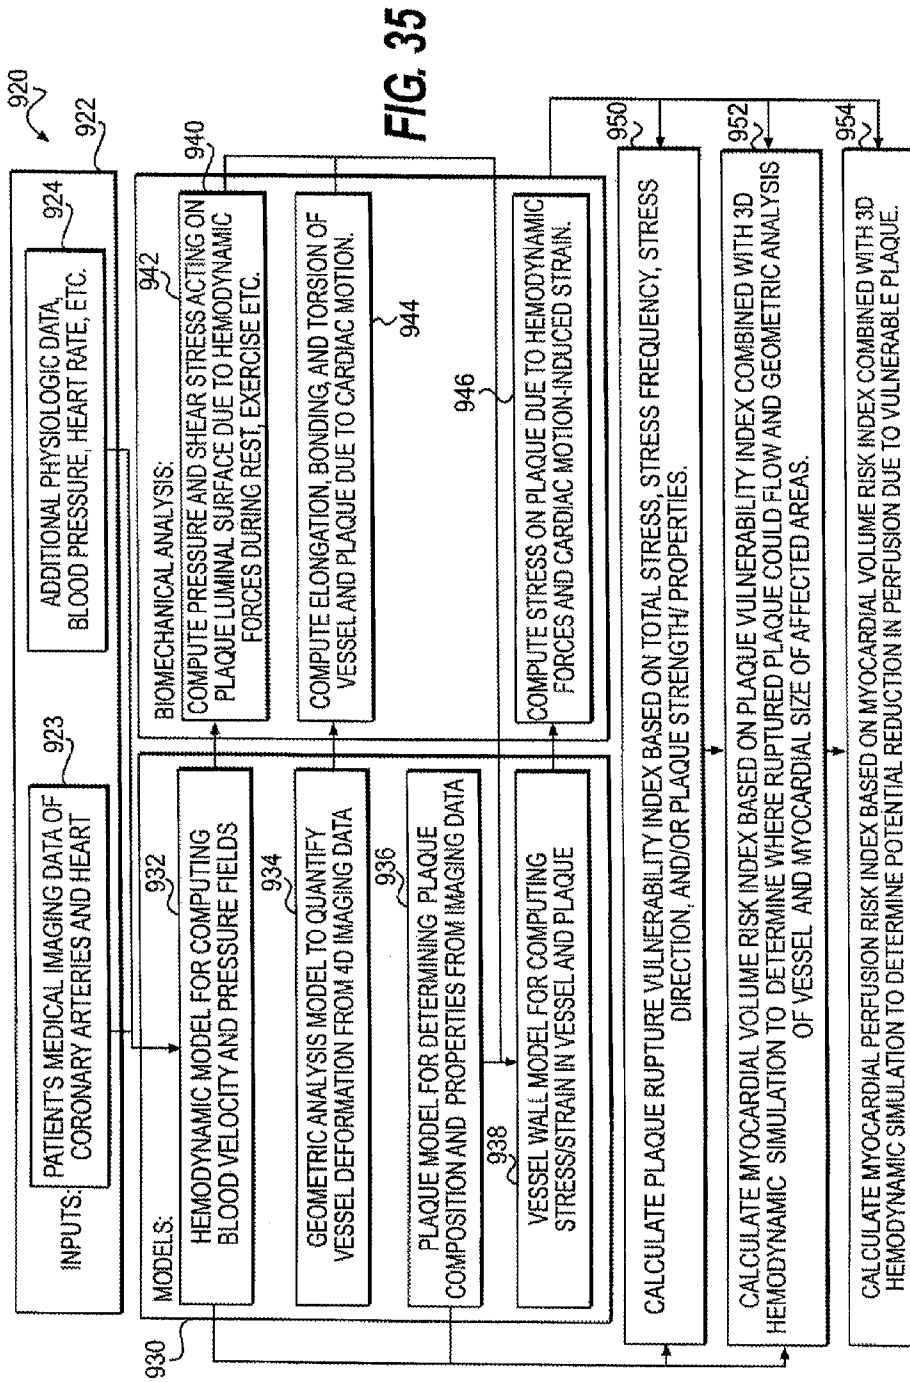 920
922
INPUTS:
923
PATIENT'S MEDICAL IMAGING DATA OF
CORONARY ARTERIES AND HEART
924
ADDITIONAL PHYSIOLOGIC DATA,
BLOOD PRESSURE, HEART RATE, ETC.
930
MODELS:
932
HEMODYNAMIC MODEL FOR COMPUTING
BLOOD VELOCITY AND PRESSURE FIELDS
934
GEOMETRIC ANALYSIS MODEL TO QUANTIFY
VESSEL DEFORMATION FROM 4D IMAGING DATA
936
PLAQUE MODEL FOR DETERMINING PLAQUE
COMPOSITION AND PROPERTIES FROM IMAGING DATA
938
VESSEL WALL MODEL FOR COMPUTING
STRESS/STRAIN IN VESSEL AND PLAQUE
940
BIOMECHANICAL ANALYSIS:
942
COMPUTE PRESSURE AND SHEAR STRESS ACTING ON
PLAQUE LUMINAL SURFACE DUE TO HEMODYNAMIC
FORCES DURING REST, EXERCISE ETC.
COMPUTE ELONGATION, BONDING, AND TORSION OF
VESSEL AND PLAQUE DUE TO CARDIAC MOTION.
944
946
COMPUTE STRESS ON PLAQUE DUE TO HEMODYNAMIC
FORCES AND CARDIAC MOTION-INDUCED STRAIN.
FIG. 35
950
CALCULATE PLAQUE RUPTURE VULNERABILITY INDEX BASED ON TOTAL STRESS, STRESS FREQUENCY, STRESS
DIRECTION, AND/OR PLAQUE STRENGTH/ PROPERTIES.
952
CALCULATE MYOCARDIAL VOLUME RISK INDEX BASED ON PLAQUE VULNERABILITY INDEX COMBINED WITH 3D
HEMODYNAMIC SIMULATION TO DETERMINE WHERE RUPTURED PLAQUE COULD FLOW AND GEOMETRIC ANALYSIS
OF VESSEL AND MYOCARDIAL SIZE OF AFFECTED AREAS.
954
CALCULATE MYOCARDIAL PERFUSION RISK INDEX BASED ON MYOCARDIAL VOLUME RISK INDEX COMBINED WITH 3D
HEMODYNAMIC SIMULATION TO DETERMINE POTENTIAL REDUCTION IN PERFUSION DUE TO VULNERABLE PLAQUE.